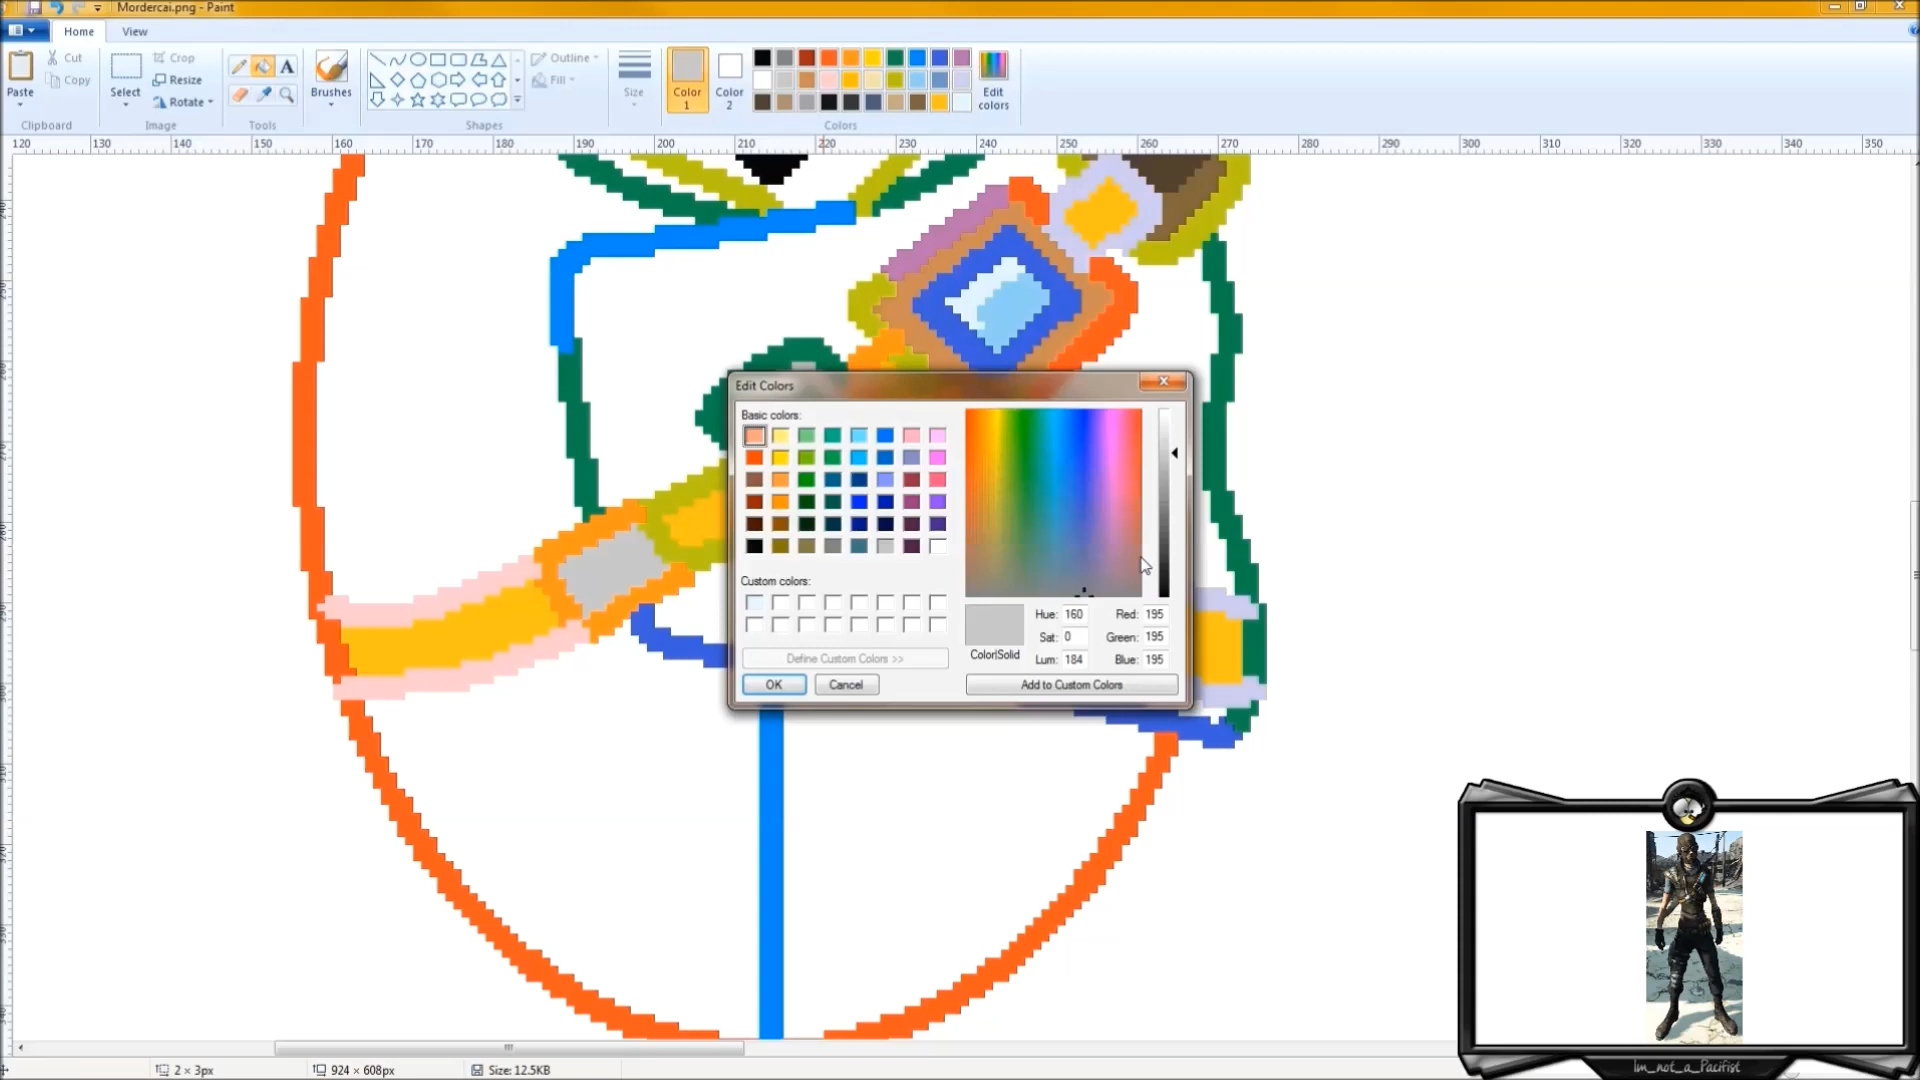 Mordercai.png - Paint
Home View
Paste
Cut
Copy
Clipboard
Select
Crop
Resize
Rotate
Image
A
Tools
Brushes
Shapes
Outline
Fill
Size
Color 1
Color 2
Edit colors
Colors
120 130 140 150 160 170 180 190 200 210 220 230 240 250 260 270 280 290 300 310 320 330 340 350
Edit Colors
Basic colors:
Custom colors:
Define Custom Colors >>
OK
Cancel
Color|Solid
Hue: 160
Sat: 0
Lum: 184
Red: 195
Green: 195
Blue: 195
Add to Custom Colors
2 × 3px
924 × 608px
Size: 12.5KB
Im_not_a_Pacifist